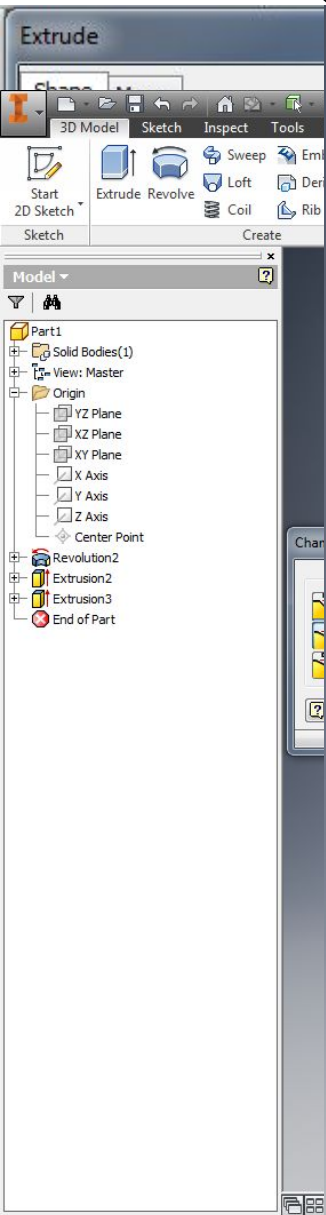 Extrude
3D Model Sketch Inspect Tools
Start
2D Sketch
Extrude Revolve
Sweep
Loft
Coil
Rib
Sketch Create
Model
Part1
Solid Bodies(1)
View: Master
Origin
YZ Plane
XZ Plane
XY Plane
X Axis
Y Axis
Z Axis
Center Point
Revolution2
Extrusion2
Extrusion3
End of Part